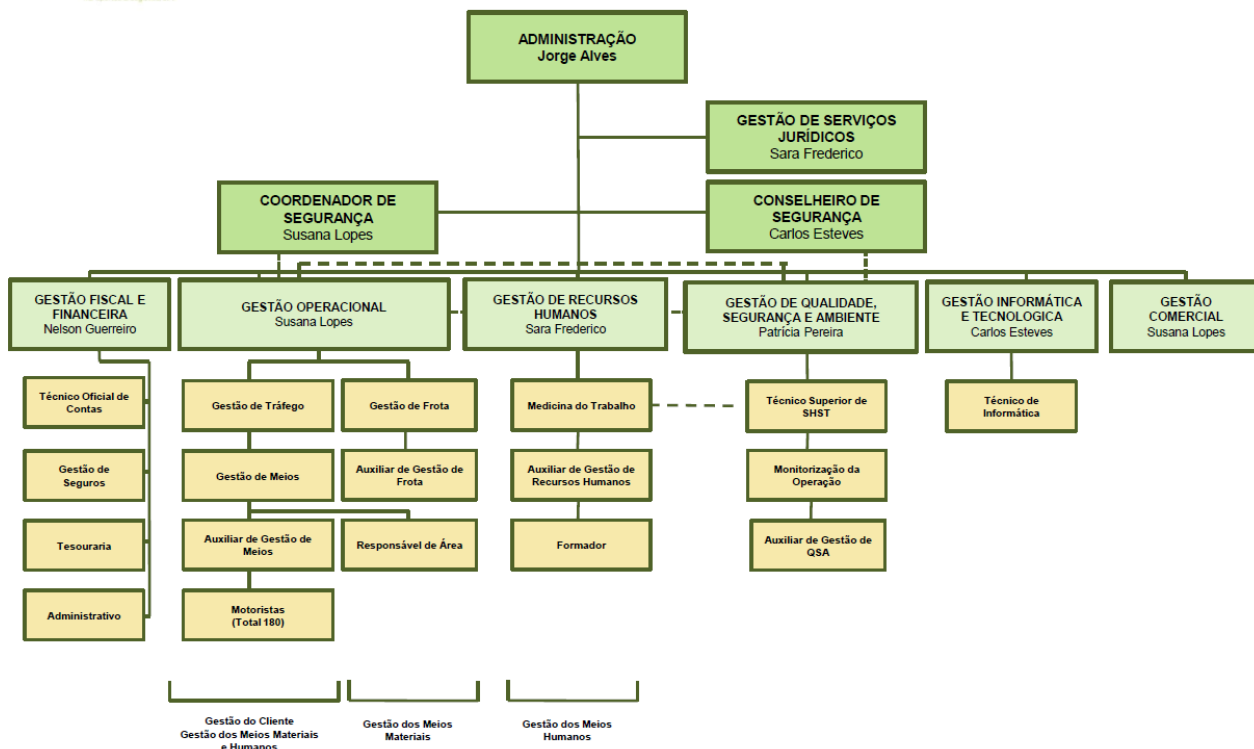 ADMINISTRAÇÃO
Jorge Alves
GESTÃO DE SERVIÇOS
JURÍDICOS
Sara Frederico
COORDENADOR DE
SEGURANÇA
Susana Lopes
CONSELHEIRO DE
SEGURANÇA
Carlos Esteves
GESTÃO FISCAL E
FINANCEIRA
Nelson Guerreiro
GESTÃO OPERACIONAL
Susana Lopes
GESTÃO DE RECURSOS
HUMANOS
Sara Frederico
GESTÃO DE QUALIDADE,
SEGURANÇA E AMBIENTE
Patrícia Pereira
GESTÃO INFORMÁTICA
E TECNOLOGICA
Carlos Esteves
GESTÃO
COMERCIAL
Susana Lopes
Técnico Oficial de
Contas
Gestão de Tráfego
Gestão de Frota
Medicina do Trabalho
Técnico Superior de
SHST
Técnico de
Informática
Gestão de
Seguros
Gestão de Meios
Auxiliar de Gestão de
Frota
Auxiliar de Gestão de
Recursos Humanos
Monitorização da
Operação
Tesouraria
Auxiliar de Gestão de
Meios
Responsável de Área
Formador
Auxiliar de Gestão de
QSA
Administrativo
Motoristas
(Total 180)
Gestão do Cliente
Gestão dos Meios Materiais
e Humanos
Gestão dos Meios
Materiais
Gestão dos Meios
Humanos